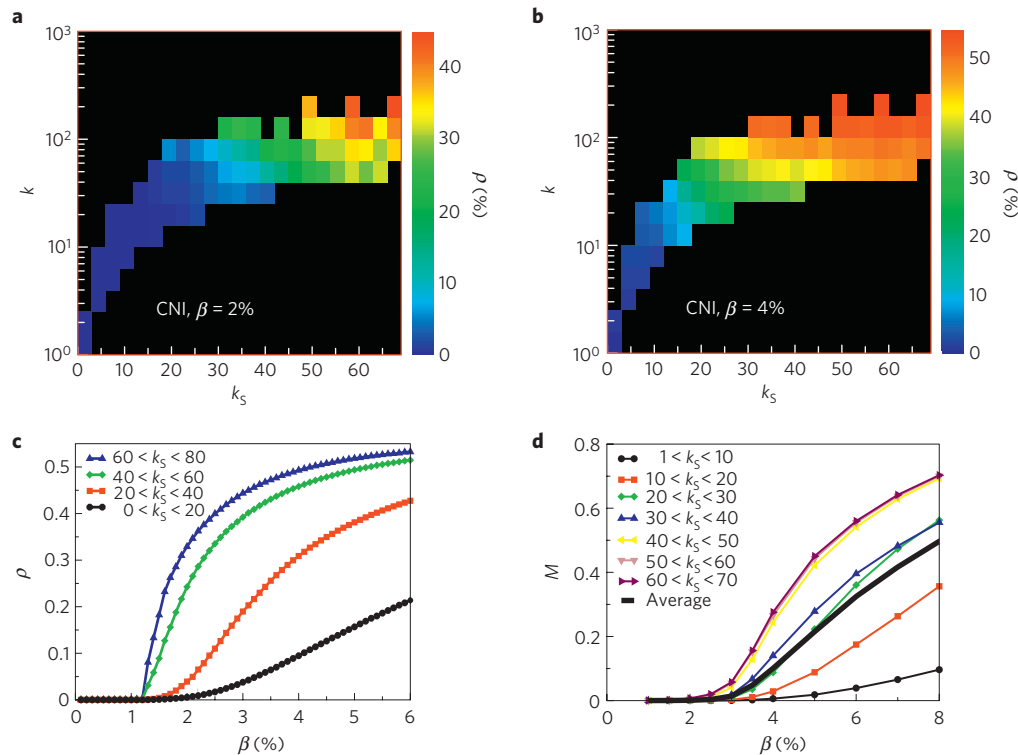 a
10³
10²
10¹
10⁰
k
CNI, β = 2%
0 10 20 30 40 50 60
k_S
40
30
20
10
0
ρ (%)
b
10³
10²
10¹
10⁰
k
CNI, β = 4%
0 10 20 30 40 50 60
k_S
50
40
30
20
10
0
ρ (%)
c
0.5
0.4
0.3
0.2
0.1
0
ρ
60 < k_S < 80
40 < k_S < 60
20 < k_S < 40
0 < k_S < 20
0 1 2 3 4 5 6
β (%)
d
0.8
0.6
0.4
0.2
0
M
1 < k_S < 10
10 < k_S < 20
20 < k_S < 30
30 < k_S < 40
40 < k_S < 50
50 < k_S < 60
60 < k_S < 70
Average
0 2 4 6 8
β (%)